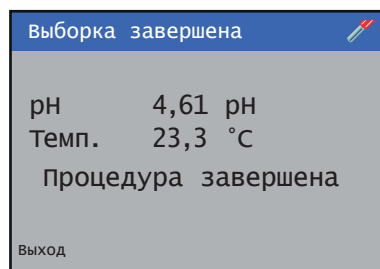 Выборка завершена
pH 4,61 pH
Темп. 23,3 °C
Процедура завершена
Выход